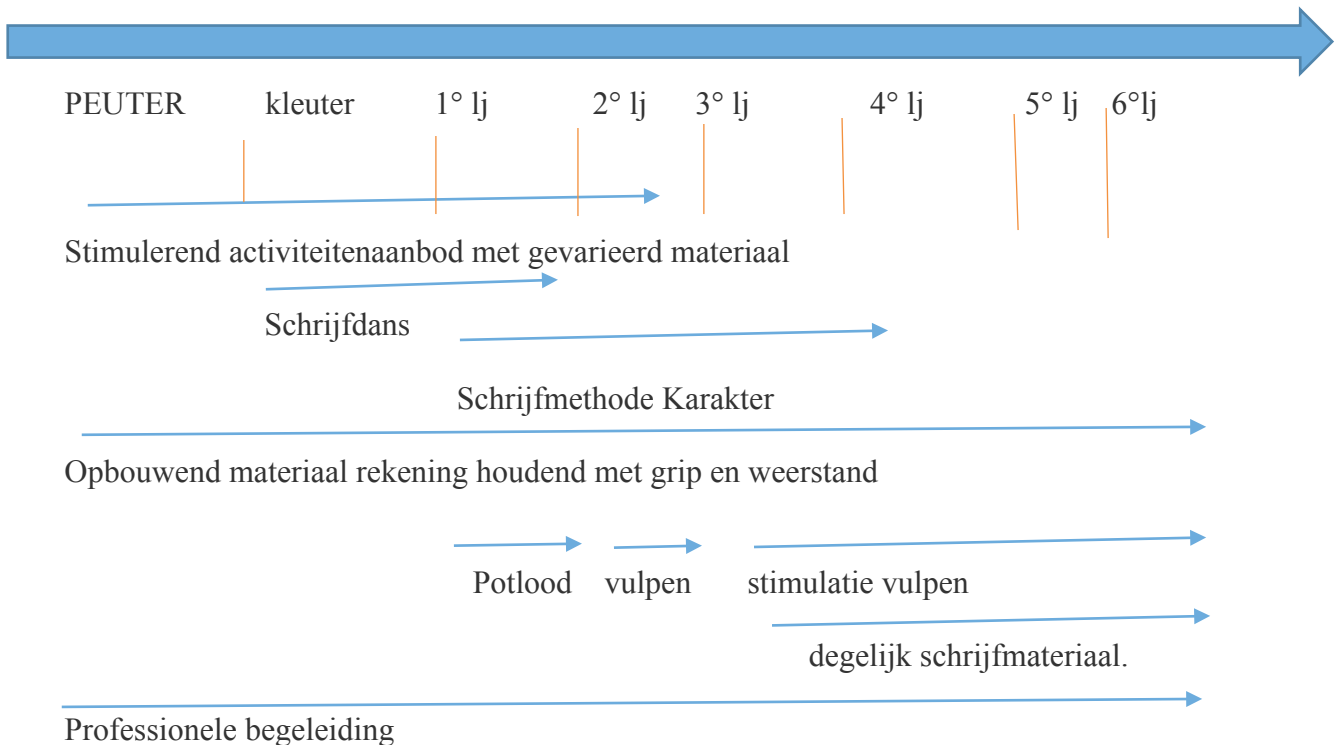 PEUTER kleuter 1° lj 2° lj 3° lj 4° lj 5° lj 6°lj
Stimulerend activiteitenaanbod met gevarieerd materiaal
Schrijfdans
Schrijfmethode Karakter
Opbouwend materiaal rekening houdend met grip en weerstand
Potlood vulpen stimulatie vulpen
degelijk schrijfmateriaal.
Professionele begeleiding